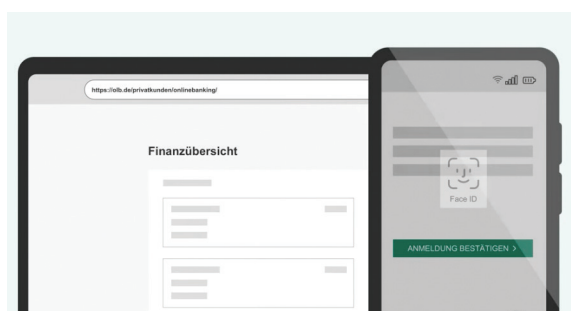 https://olb.de/privatkunden/onlinebanking/
Finanzübersicht
Face ID
ANMELDUNG BESTÄTIGEN >